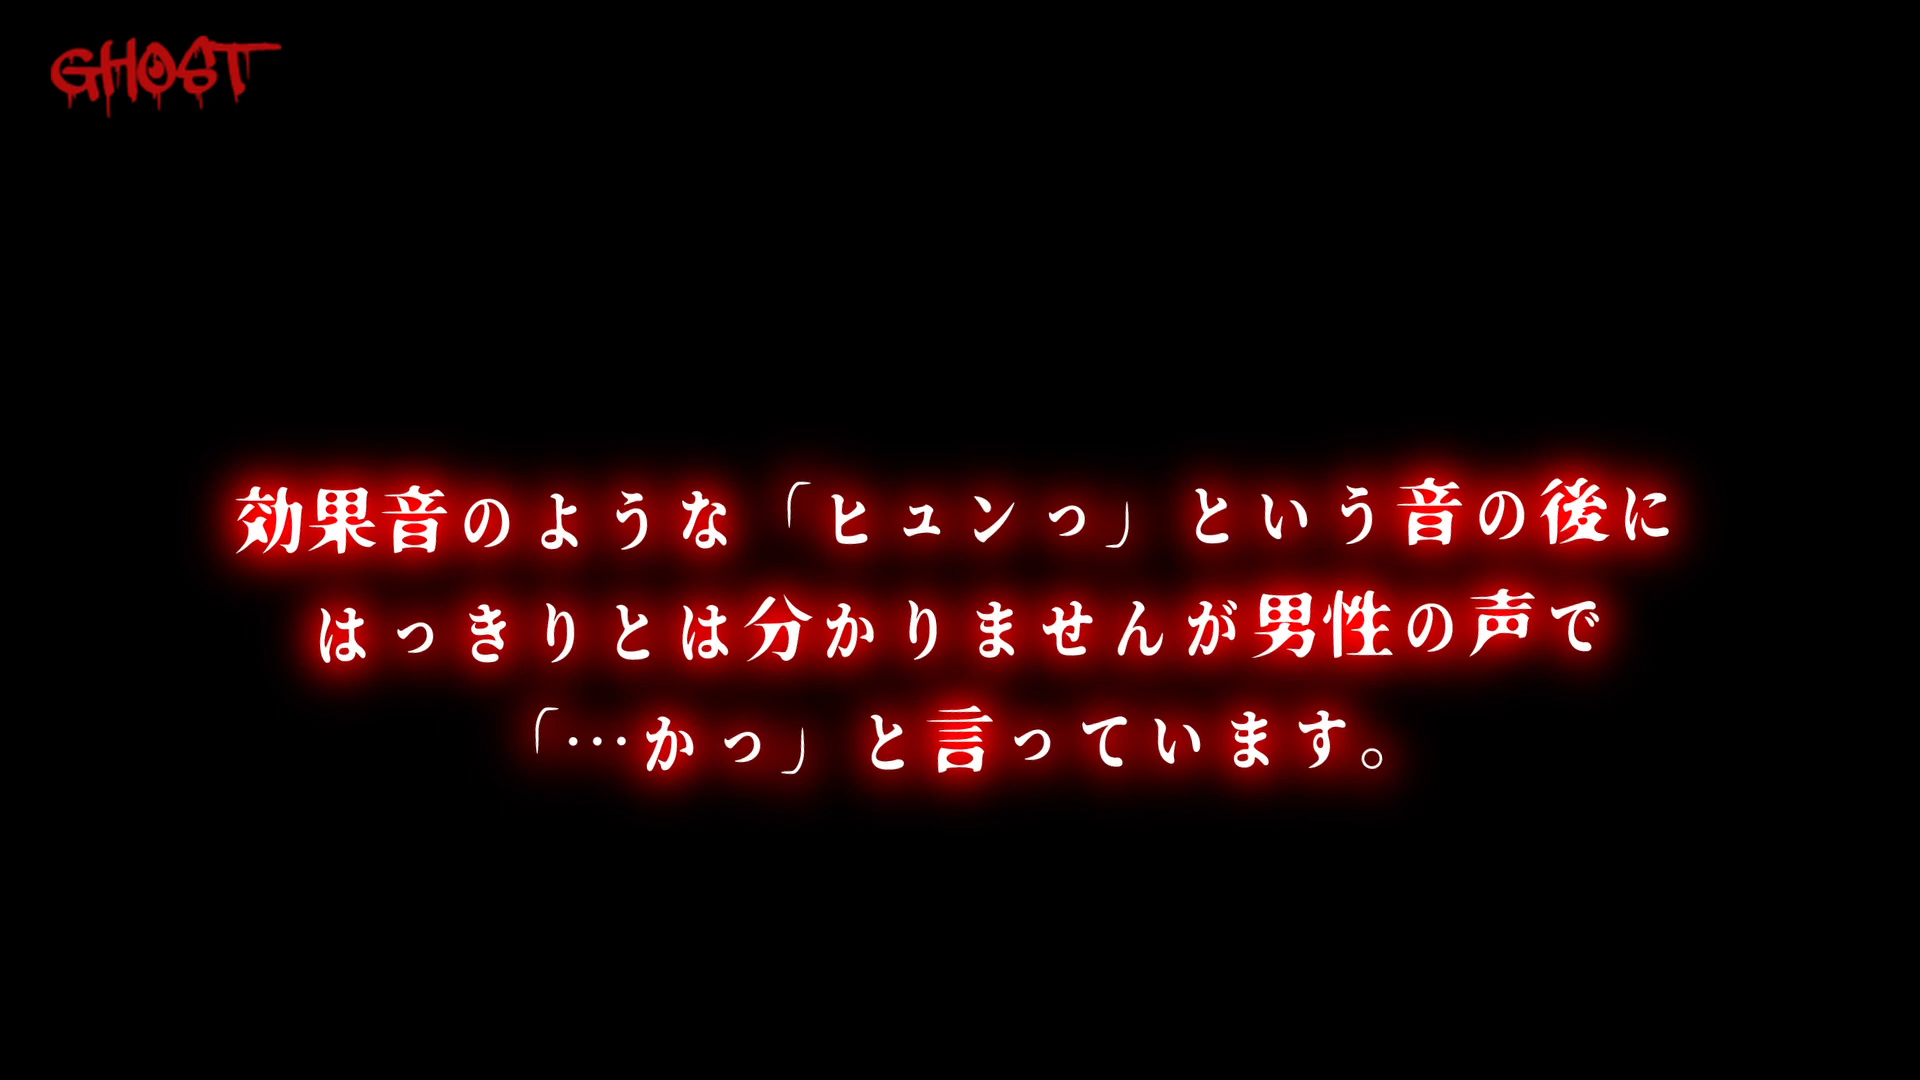 GHOST
効果音のような「ヒュンっ」という音の後に
はっきりとは分かりませんが男性の声で
「…かっ」と言っています。